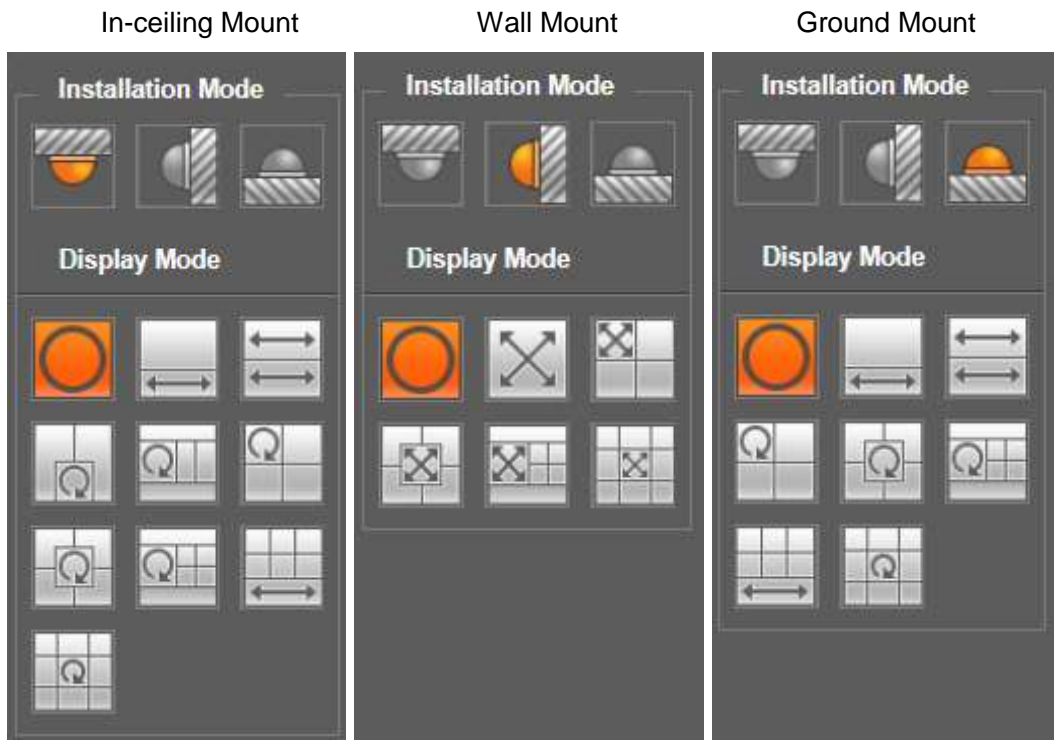 In-ceiling Mount
Wall Mount
Ground Mount
Installation Mode
Display Mode
Installation Mode
Display Mode
Installation Mode
Display Mode